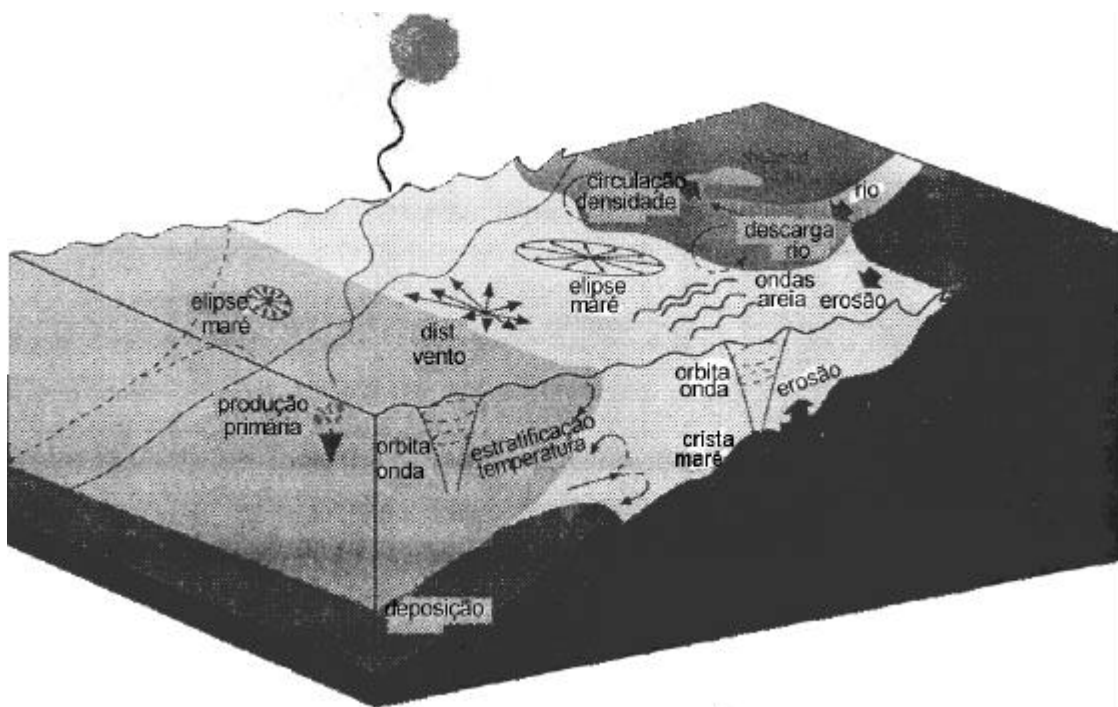 circulação
densidade
rio
descarga
rio
elipse
maré
ondas
areia
erosão
elipse
maré
dist
vento
orbita
onda
erosão
produção
primária
orbita
onda
estratificação
temperatura
crista
maré
deposição